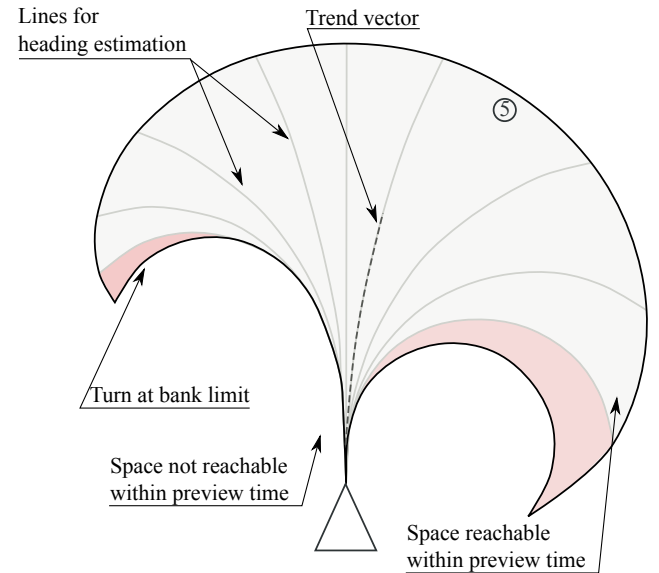 Lines for
heading estimation
Trend vector
5
Turn at bank limit
Space not reachable
within preview time
Space reachable
within preview time